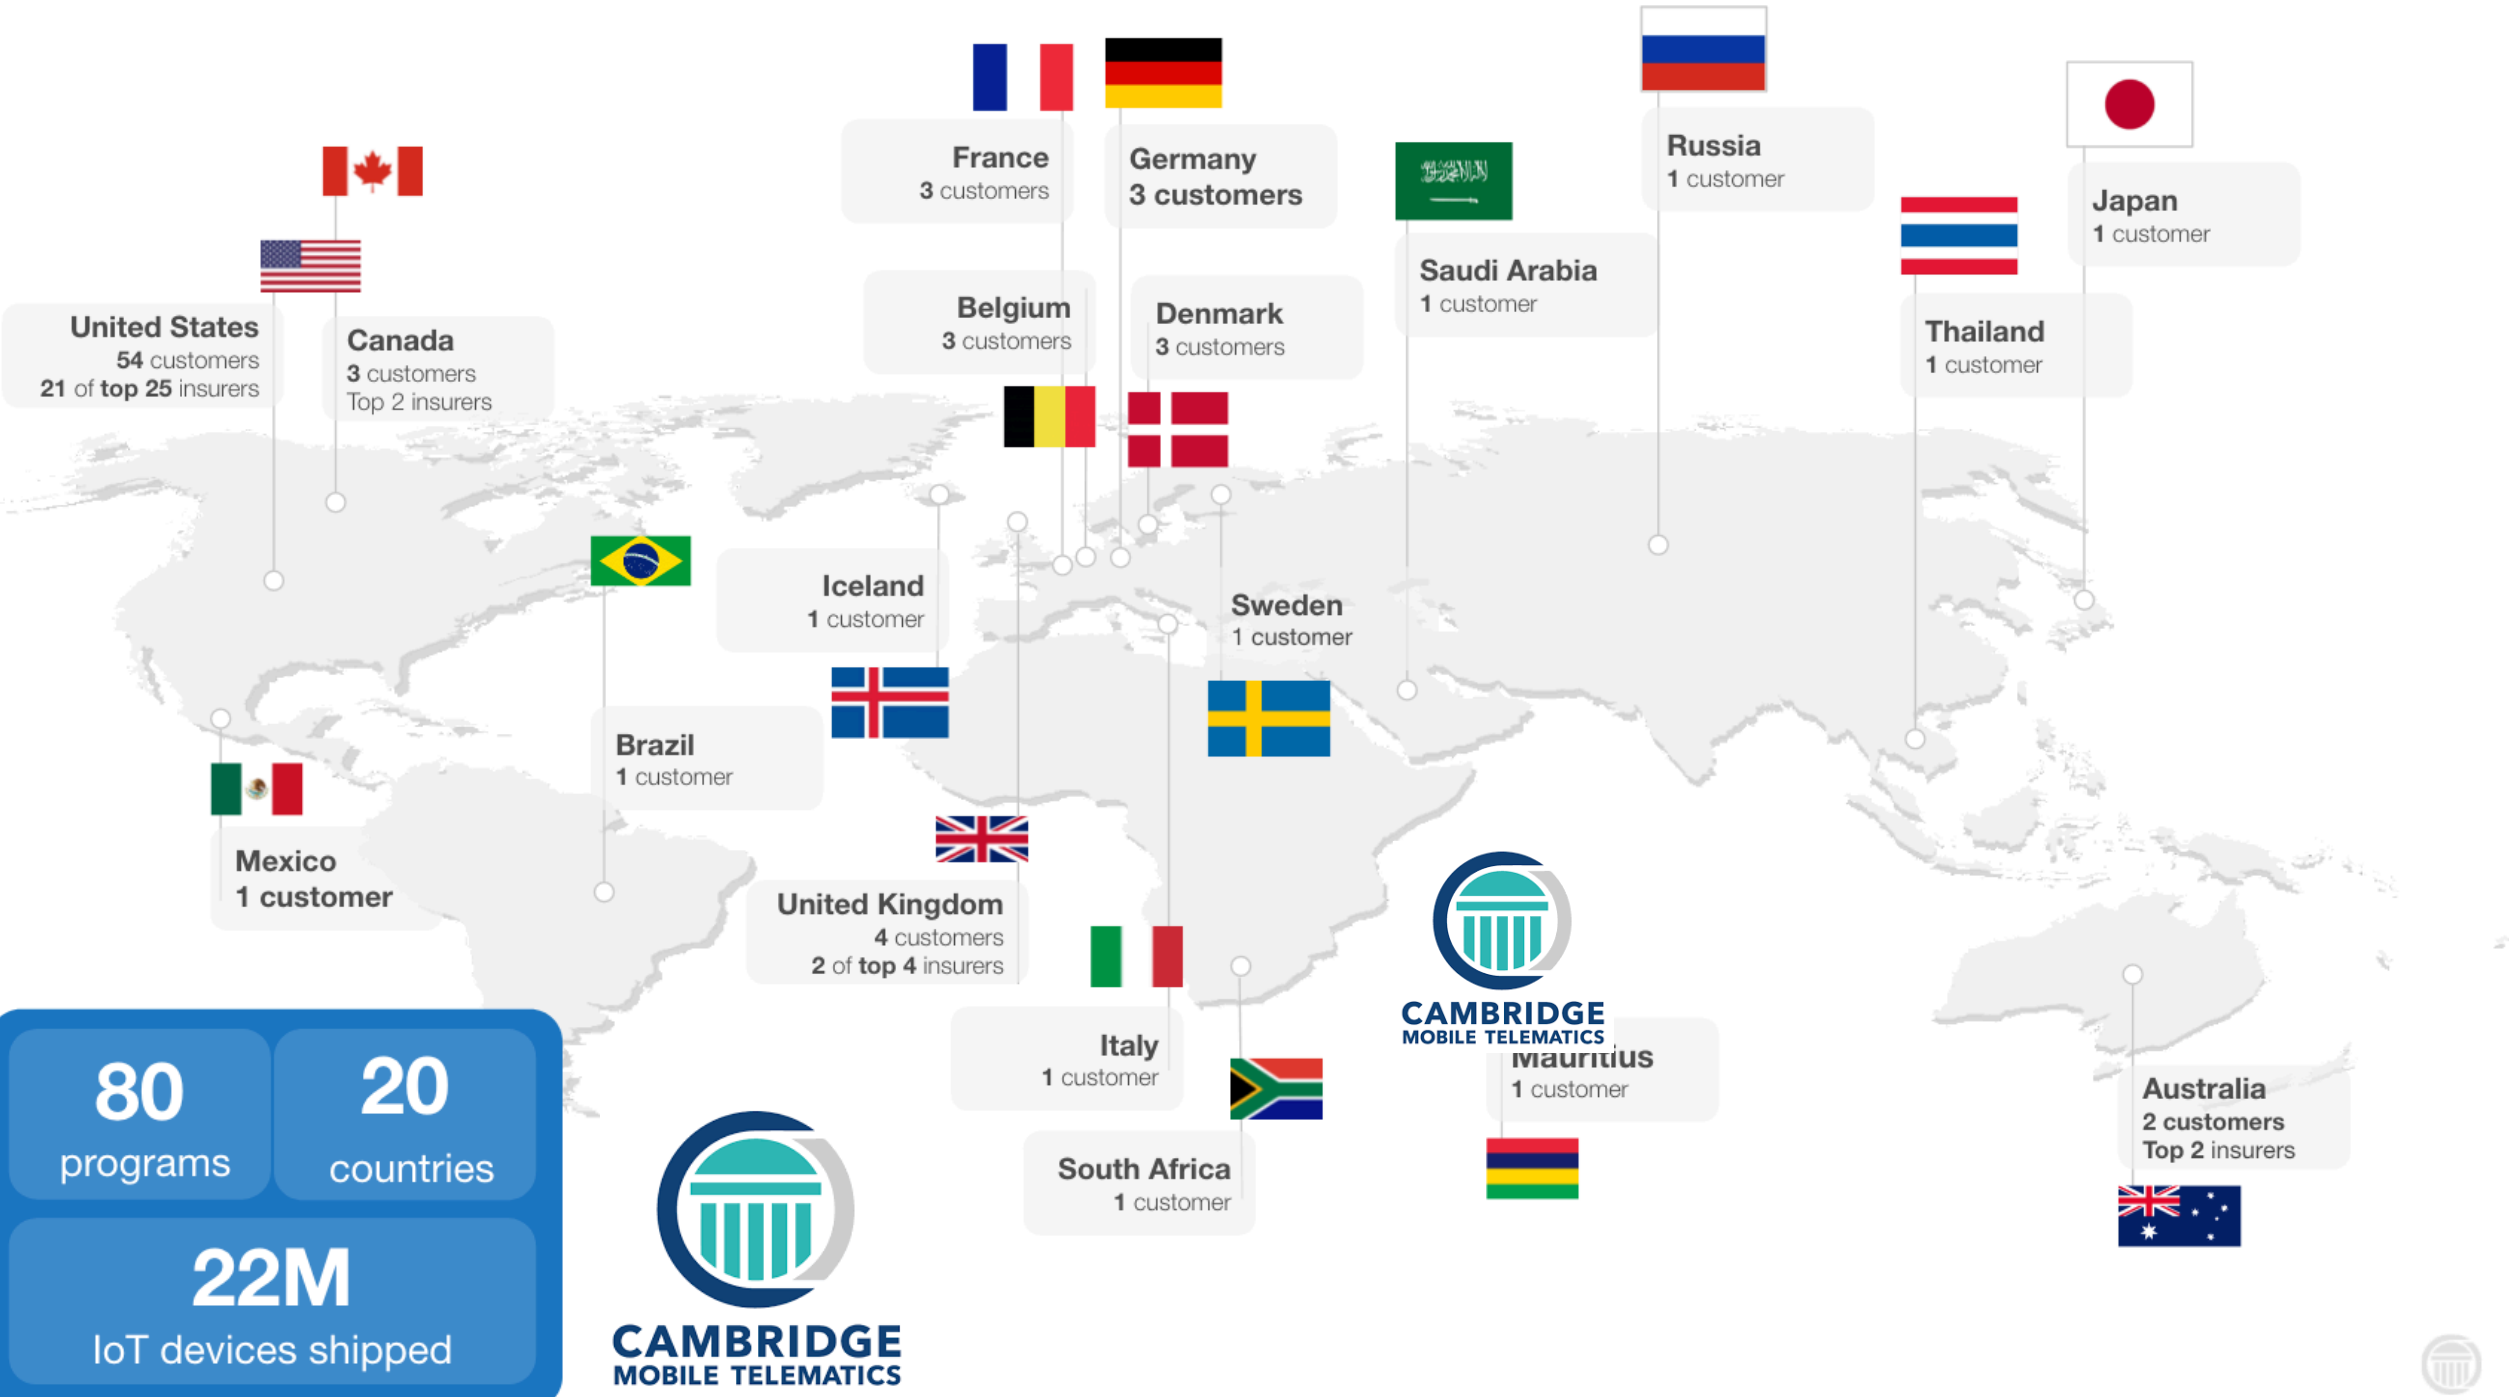 France
3 customers
Germany
3 customers
Russia
1 customer
Japan
1 customer
Saudi Arabia
1 customer
Belgium
3 customers
Denmark
3 customers
Thailand
1 customer
United States
54 customers
21 of top 25 insurers
Canada
3 customers
Top 2 insurers
Iceland
1 customer
Sweden
1 customer
Brazil
1 customer
Mexico
1 customer
United Kingdom
4 customers
2 of top 4 insurers
CAMBRIDGE
MOBILE TELEMATICS
Italy
1 customer
Mauritius
1 customer
Australia
2 customers
Top 2 insurers
South Africa
1 customer
80
programs
20
countries
22M
IoT devices shipped
CAMBRIDGE
MOBILE TELEMATICS